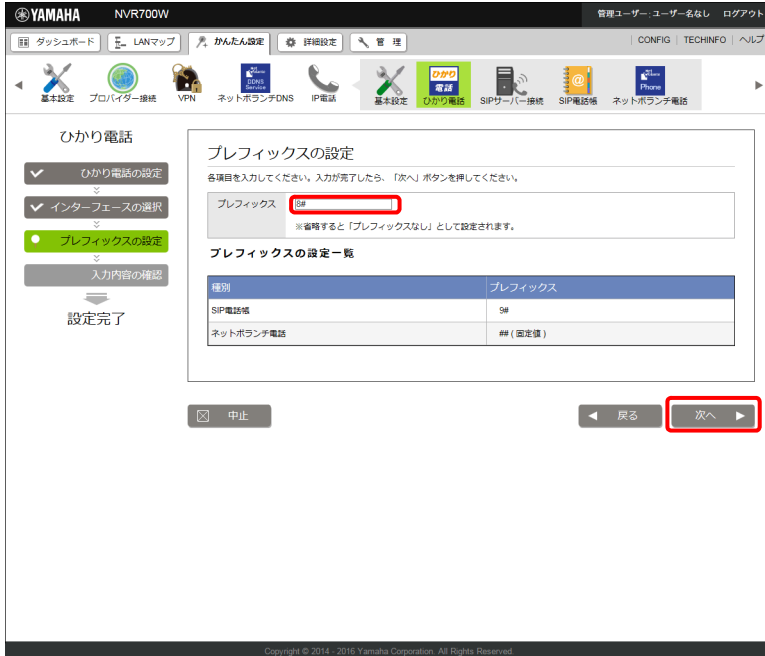 YAMAHA NVR700W 管理ユーザー:ユーザー名なし ログアウト
ダッシュボード LANマップ かんたん設定 詳細設定 管 理 CONFIG | TECHINFO | ヘルプ
基本設定 プロバイダー接続 VPN Net Volante DDNS Service ネットボランチDNS IP電話 基本設定 ひかり電話 ひかり電話 SIPサーバー接続 @ SIP電話帳 Net Volante Phone ネットボランチ電話
ひかり電話
ひかり電話の設定
インターフェースの選択
プレフィックスの設定
入力内容の確認
設定完了
プレフィックスの設定
各項目を入力してください。入力が完了したら、「次へ」ボタンを押してください。
プレフィックス 8#
※省略すると「プレフィックスなし」として設定されます。
プレフィックスの設定一覧
種別 プレフィックス
SIP電話帳 9#
ネットボランチ電話 ## ( 固定値 )
中止 戻る 次へ
Copyright © 2014 - 2016 Yamaha Corporation. All Rights Reserved.